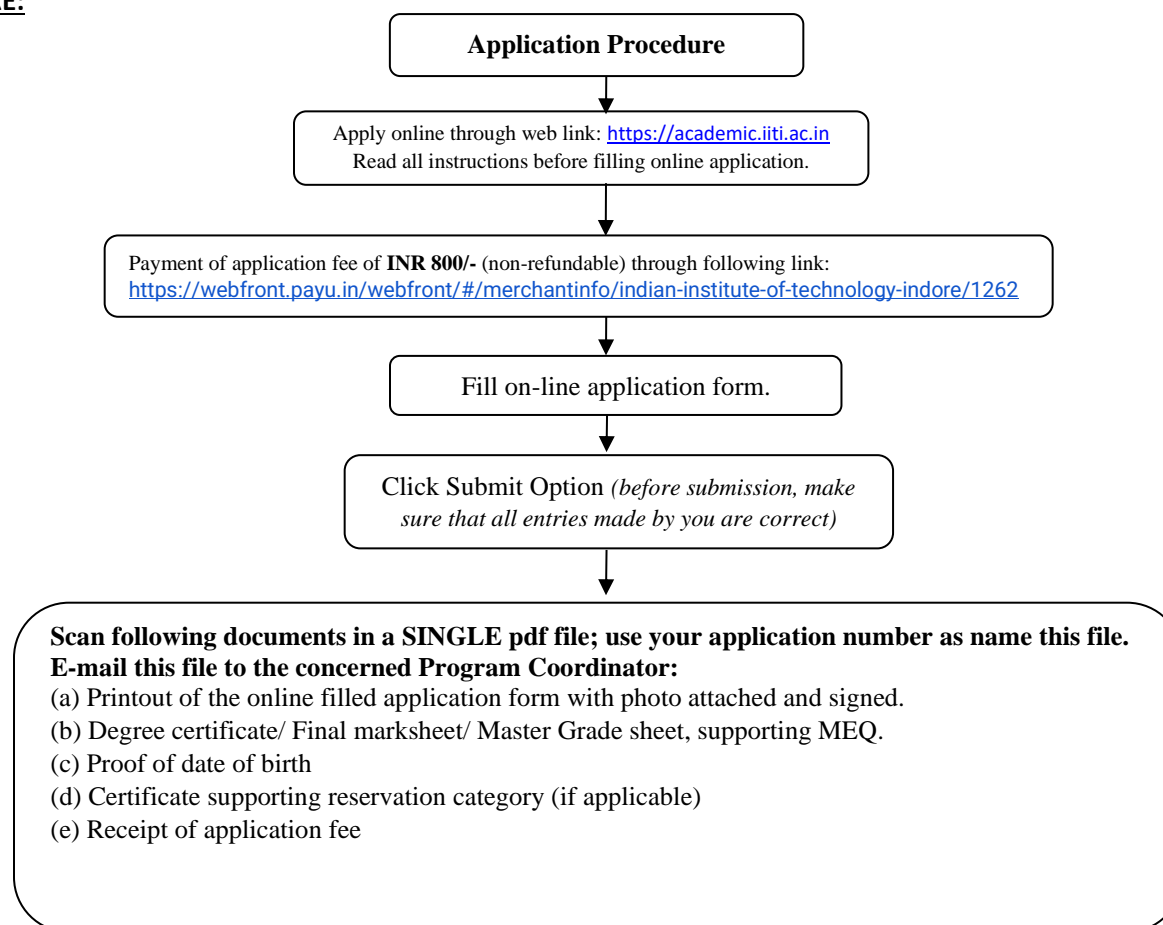 Application Procedure
Apply online through web link: https://academic.iiti.ac.in
Read all instructions before filling online application.
Payment of application fee of INR 800/- (non-refundable) through following link:
https://webfront.payu.in/webfront/#/merchantinfo/indian-institute-of-technology-indore/1262
Fill on-line application form.
Click Submit Option (before submission, make
sure that all entries made by you are correct)
Scan following documents in a SINGLE pdf file; use your application number as name this file.
E-mail this file to the concerned Program Coordinator:
(a) Printout of the online filled application form with photo attached and signed.
(b) Degree certificate/ Final marksheet/ Master Grade sheet, supporting MEQ.
(c) Proof of date of birth
(d) Certificate supporting reservation category (if applicable)
(e) Receipt of application fee